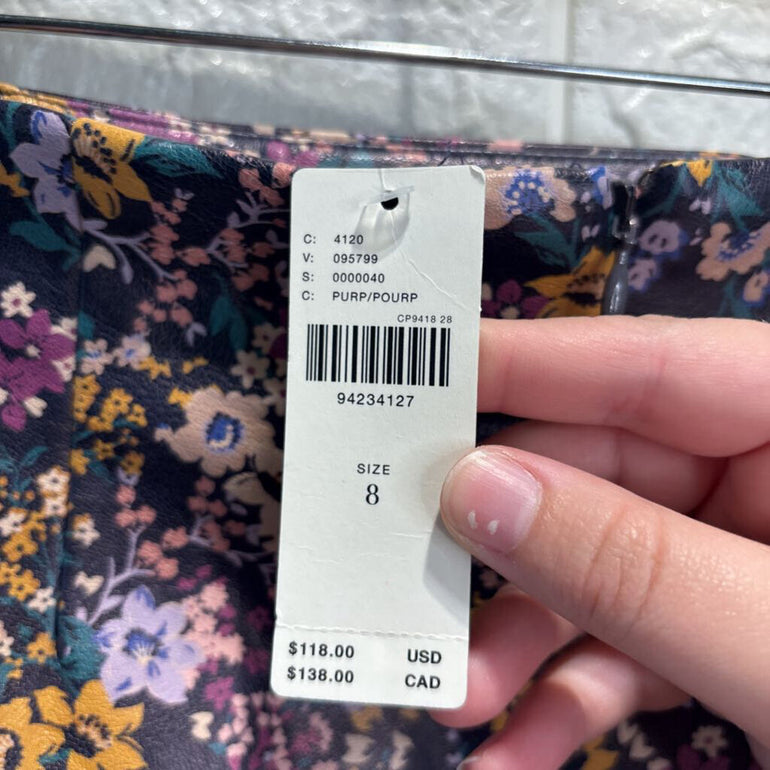 C: 4120
V: 095799
S: 0000040
C: PURP/POURP
CP9418 28
94234127
SIZE
8
$118.00 USD
$138.00 CAD